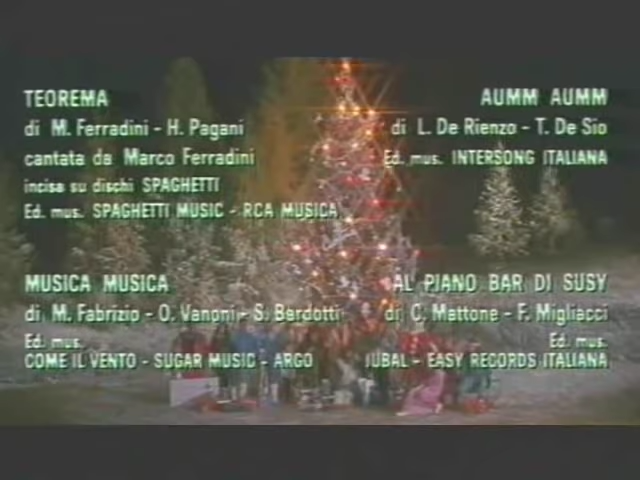 TEOREMA
di M. Ferradini - H. Pagani
cantata da Marco Ferradini
incisa su dischi SPAGHETTI
Ed. mus. SPAGHETTI MUSIC - RCA MUSICA
AUMM AUMM
di L. De Rienzo - T. De Sio
Ed. mus. INTERSONG ITALIANA
MUSICA MUSICA
di M. Fabrizio - O. Vanoni - S. Bardotti
Ed. mus.
COME IL VENTO - SUGAR MUSIC - ARGO
AL PIANO BAR DI SUSY
di C. Mattone - F. Migliacci
Ed. mus.
JUBAL - EASY RECORDS ITALIANA